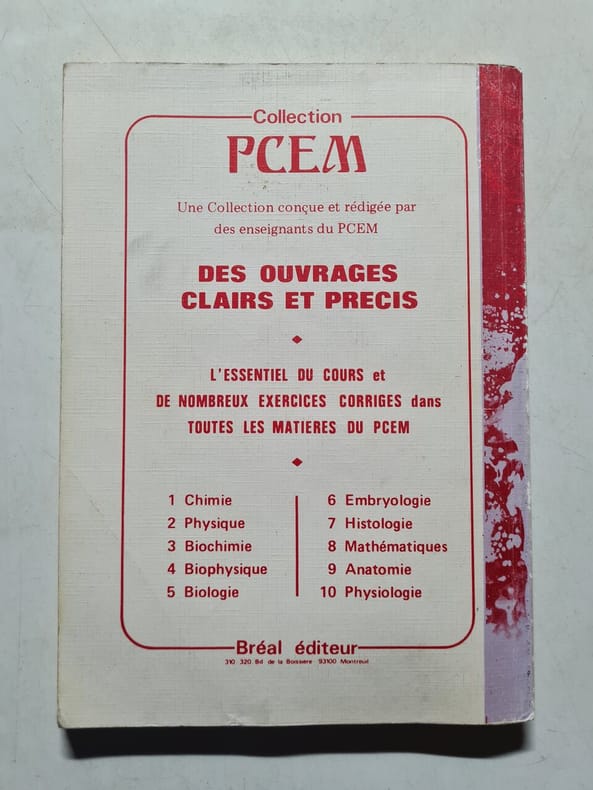 Collection
PCEM
Une Collection conçue et rédigée par
des enseignants du PCEM
DES OUVRAGES
CLAIRS ET PRECIS
L'ESSENTIEL DU COURS et
DE NOMBREUX EXERCICES CORRIGES dans
TOUTES LES MATIERES DU PCEM
1 Chimie
2 Physique
3 Biochimie
4 Biophysique
5 Biologie
6 Embryologie
7 Histologie
8 Mathématiques
9 Anatomie
10 Physiologie
Bréal éditeur
310 320 Bd de la Boissière 93100 Montreuil